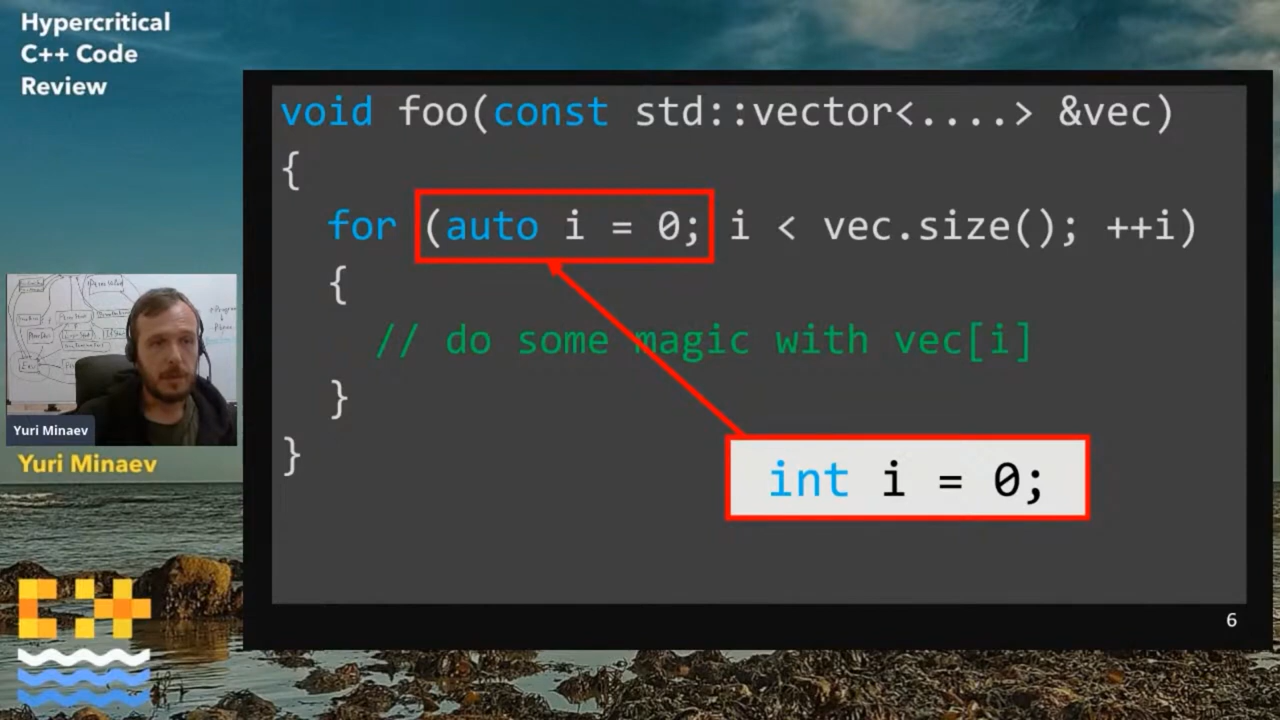 Hypercritical
C++ Code
Review
void foo(const std::vector<....> &vec)
{
for (auto i = 0; i < vec.size(); ++i)
{
// do some magic with vec[i]
}
}
int i = 0;
6
Yuri Minaev
Yuri Minaev
C++